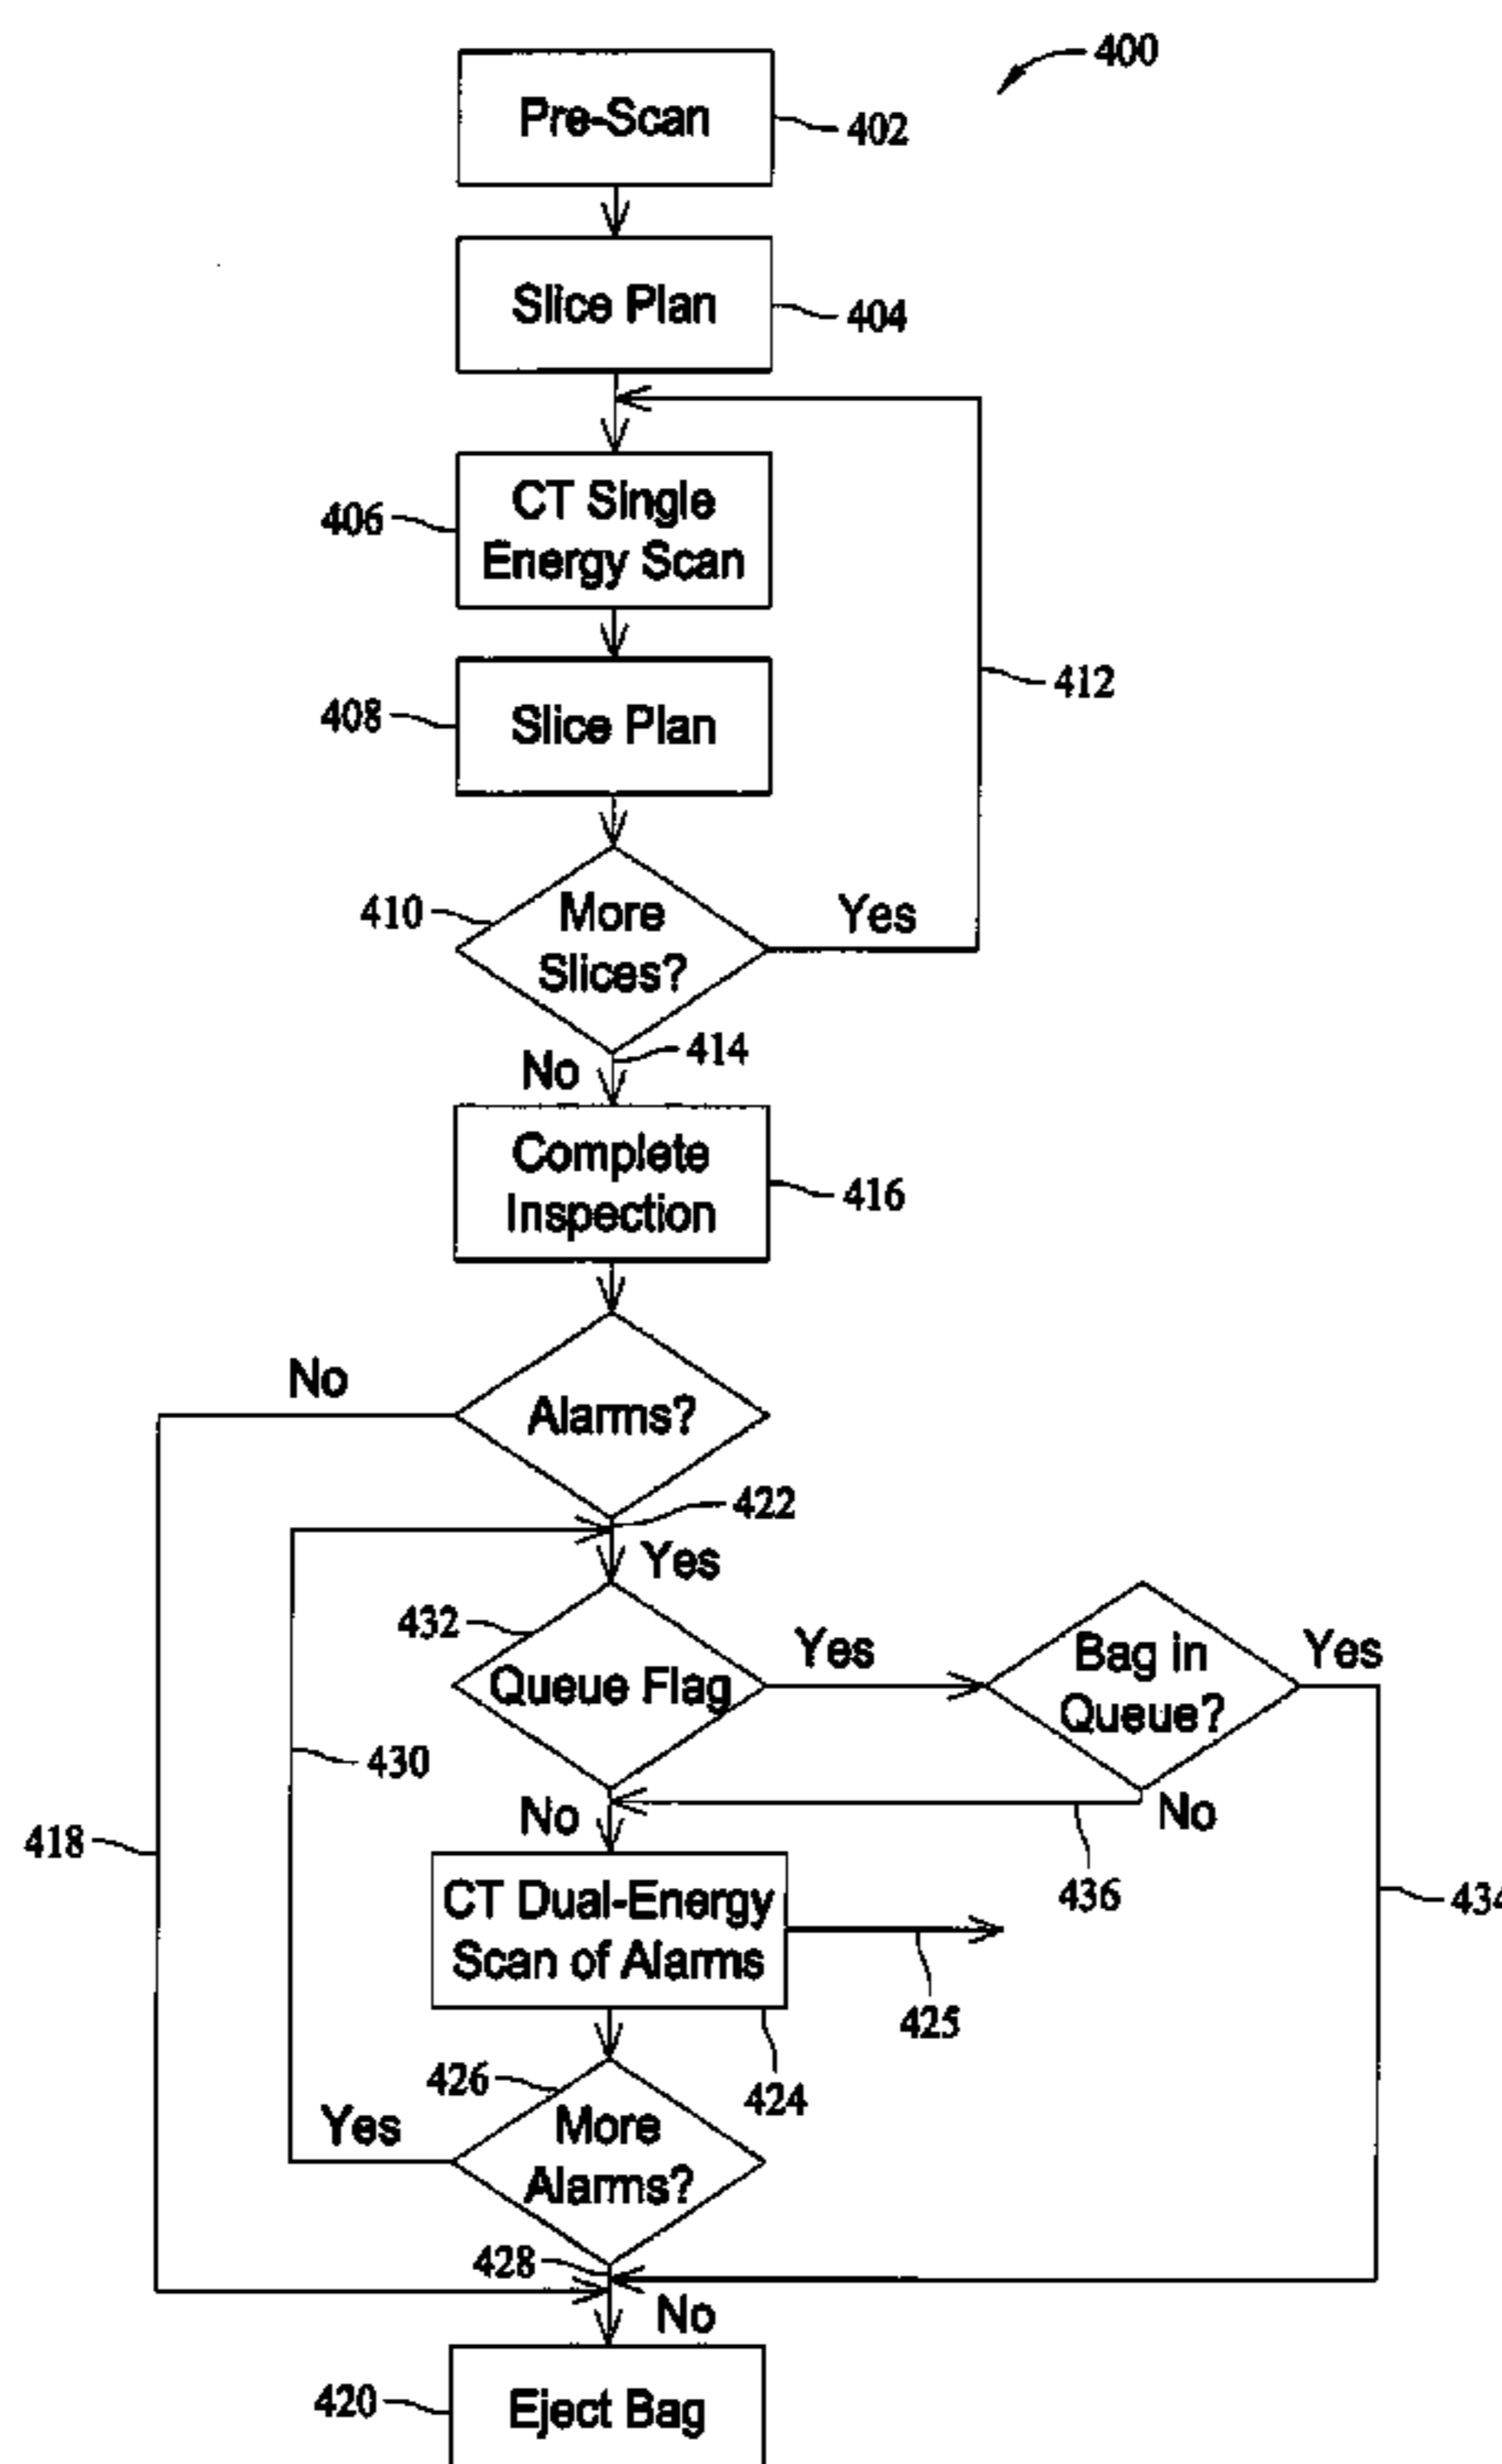 400
Pre-Scan
402
Slice Plan
404
CT Single
Energy Scan
406
412
Slice Plan
408
410
More
Slices?
Yes
414
No
Complete
Inspection
416
No
Alarms?
422
Yes
432
Queue Flag
Yes
Bag in
Queue?
Yes
430
No
No
418
436
434
CT Dual-Energy
Scan of Alarms
425
424
426
More
Alarms?
Yes
428
No
420
Eject Bag